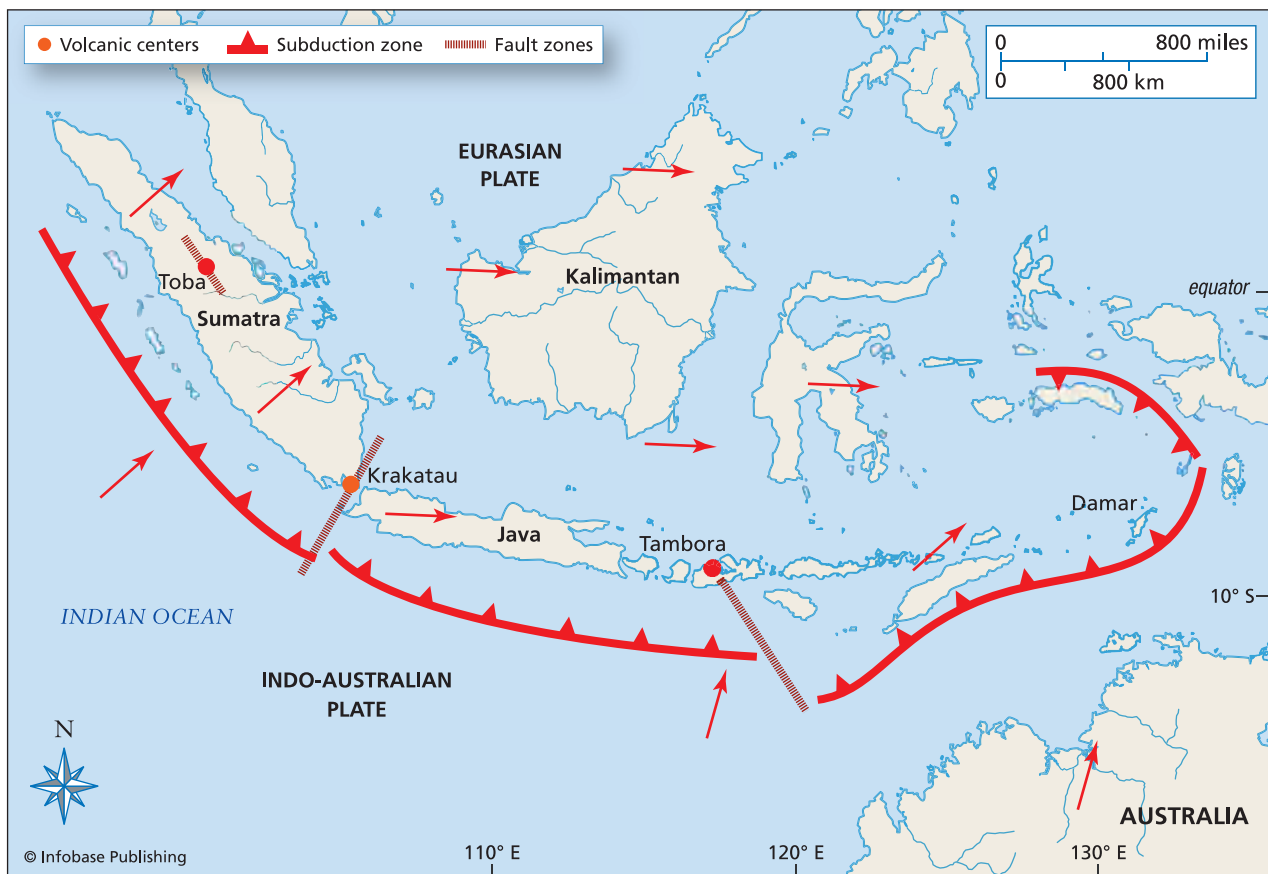 Volcanic centers
Subduction zone
Fault zones
0
800 miles
0
800 km
EURASIAN
PLATE
Toba
Kalimantan
equator
Sumatra
Krakatau
Damar
Java
Tambora
10° S
INDIAN OCEAN
INDO-AUSTRALIAN
PLATE
N
AUSTRALIA
© Infobase Publishing
110° E
120° E
130° E